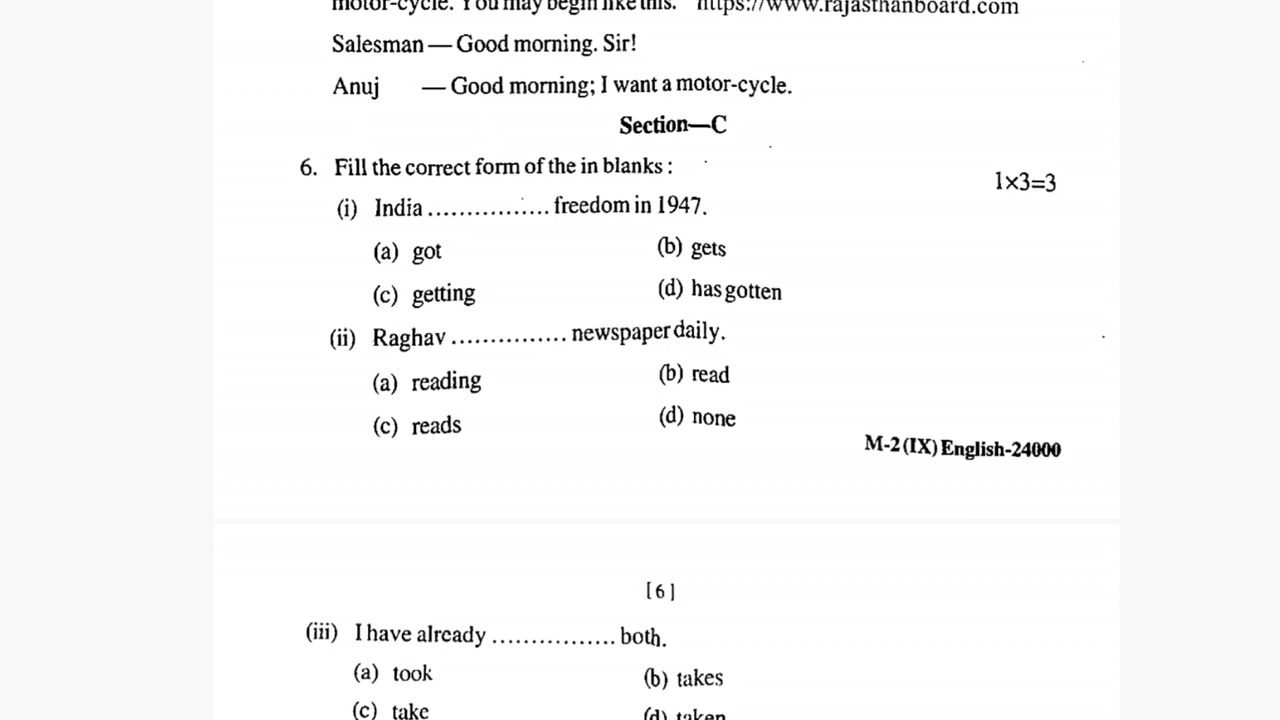 motor-cycle. You may begin like this. https://www.rajasthanboard.com
Salesman — Good morning. Sir!
Anuj — Good morning; I want a motor-cycle.
Section—C
6. Fill the correct form of the in blanks :
1×3=3
(i) India ................ freedom in 1947.
(a) got (b) gets
(c) getting (d) has gotten
(ii) Raghav ............... newspaper daily.
(a) reading (b) read
(c) reads (d) none
M-2 (IX) English-24000
[ 6 ]
(iii) I have already ................ both.
(a) took (b) takes
(c) take (d) taken